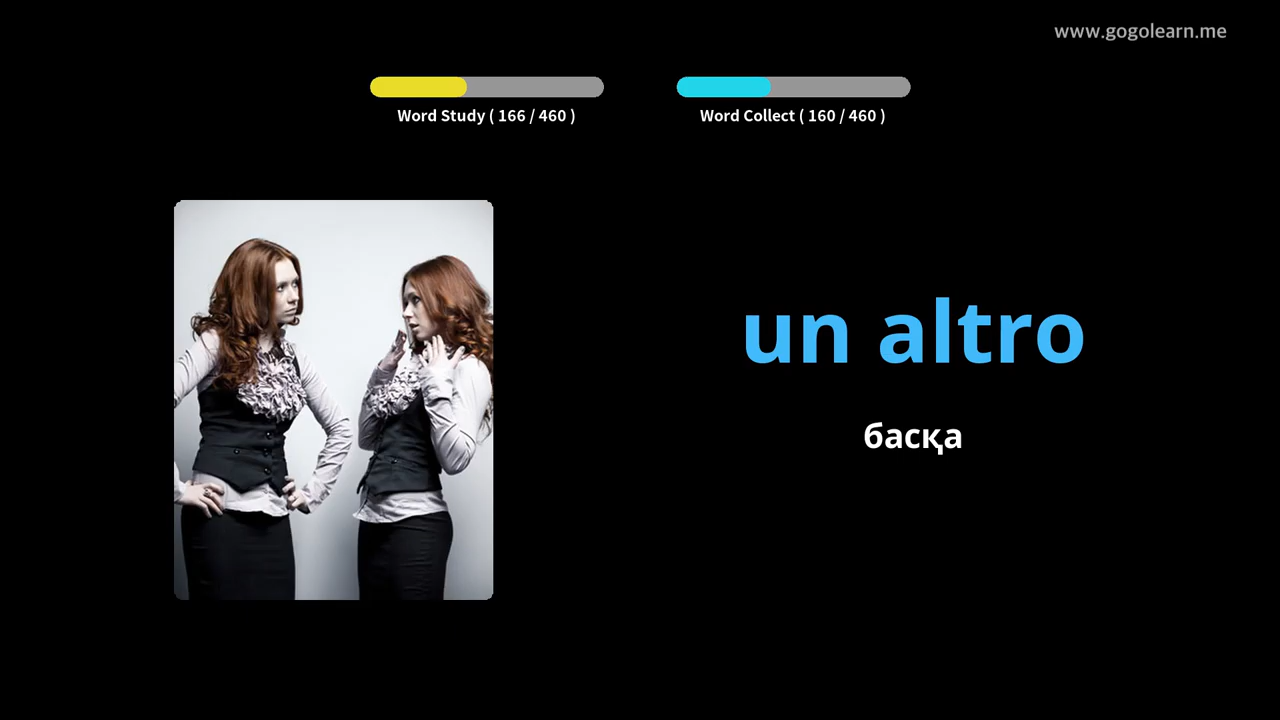 www.gogolearn.me
Word Study ( 166 / 460 )
Word Collect ( 160 / 460 )
un altro
басқа